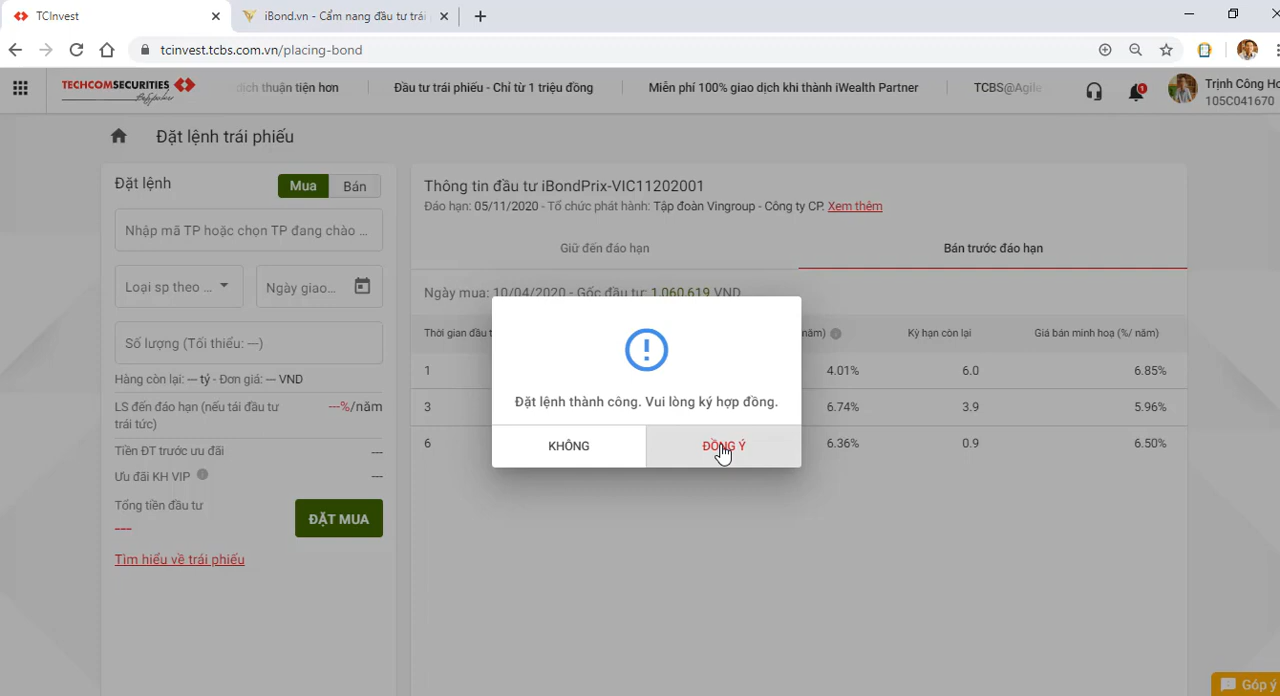 TCInvest
iBond.vn - Cẩm nang đầu tư trái
tcinvest.tcbs.com.vn/placing-bond
TECHCOMSECURITIES
dịch thuận tiện hơn
Đầu tư trái phiếu - Chỉ từ 1 triệu đồng
Miễn phí 100% giao dịch khi thành iWealth Partner
TCBS@Agile
1
Trịnh Công Ho
105C041670
Đặt lệnh trái phiếu
Đặt lệnh
Mua
Bán
Nhập mã TP hoặc chọn TP đang chào ...
Loại sp theo ...
Ngày giao...
Số lượng (Tối thiểu: ---)
Hàng còn lại: --- tỷ - Đơn giá: --- VND
LS đến đáo hạn (nếu tái đầu tư trái tức)
---%/năm
Tiền ĐT trước ưu đãi
---
Ưu đãi KH VIP
---
Tổng tiền đầu tư
---
ĐẶT MUA
Tìm hiểu về trái phiếu
Thông tin đầu tư iBondPrix-VIC11202001
Đáo hạn: 05/11/2020 - Tổ chức phát hành: Tập đoàn Vingroup - Công ty CP. Xem thêm
Giữ đến đáo hạn
Bán trước đáo hạn
Ngày mua: 10/04/2020 - Gốc đầu tư: 1,060,619 VND
Thời gian đầu t
năm)
Kỳ hạn còn lại
Giá bán minh hoạ (%/ năm)
1
4.01%
6.0
6.85%
3
6.74%
3.9
5.96%
6
6.36%
0.9
6.50%
Đặt lệnh thành công. Vui lòng ký hợp đồng.
KHÔNG
ĐỒNG Ý
Góp ý